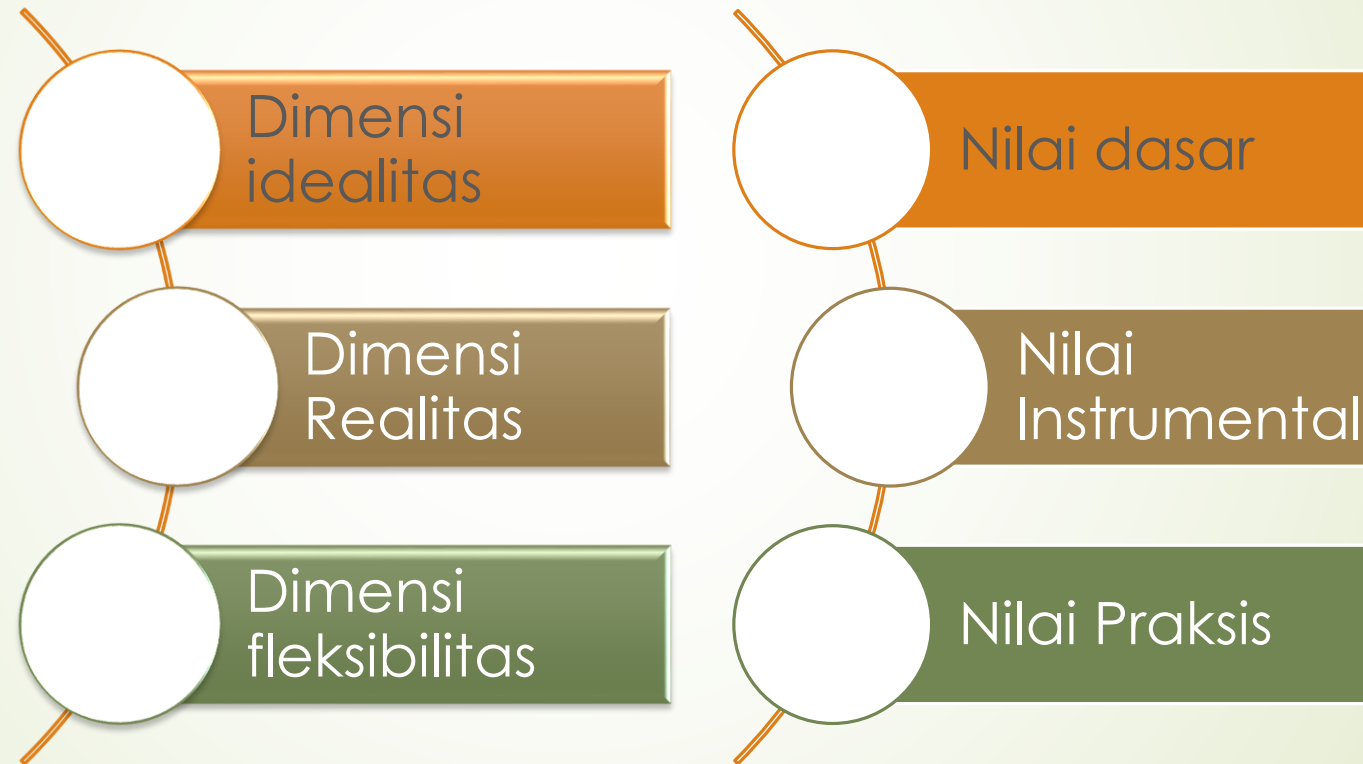 Dimensi
idealitas
Dimensi
Realitas
Dimensi
fleksibilitas
Nilai dasar
Nilai
Instrumental
Nilai Praksis